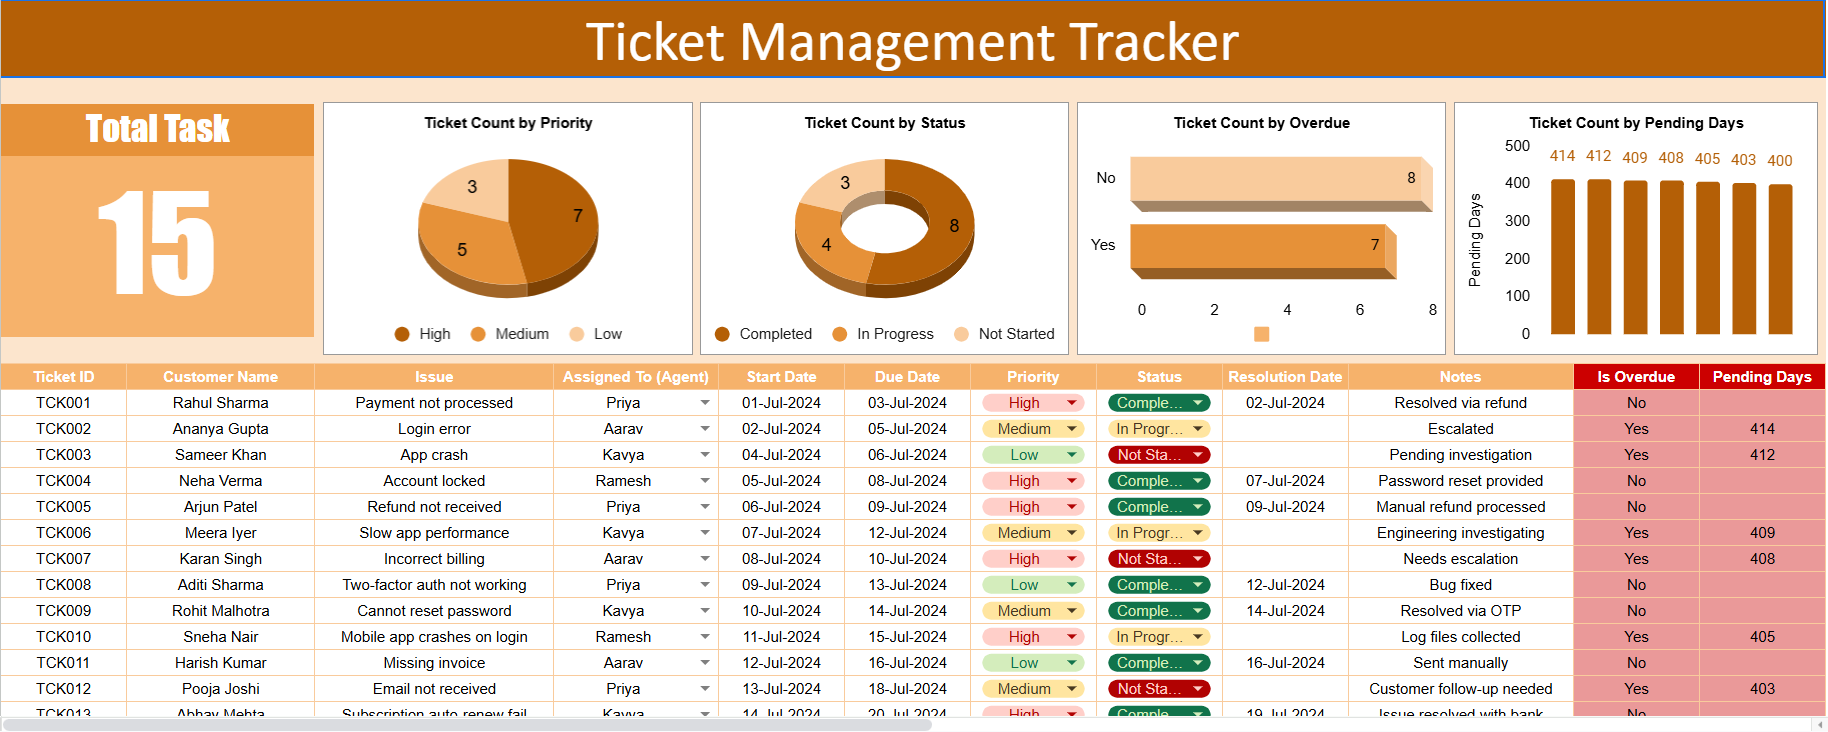 Ticket Management Tracker
Total Task
15
Ticket Count by Priority
3
7
5
High Medium Low
Ticket Count by Status
3
8
4
Completed In Progress Not Started
Ticket Count by Overdue
No 8
Yes 7
0 2 4 6 8
Ticket Count by Pending Days
Pending Days
500
400
300
200
100
0
414 412 409 408 405 403 400
Ticket ID Customer Name Issue Assigned To (Agent) Start Date Due Date Priority Status Resolution Date Notes Is Overdue Pending Days
TCK001 Rahul Sharma Payment not processed Priya 01-Jul-2024 03-Jul-2024 High Comple... 02-Jul-2024 Resolved via refund No
TCK002 Ananya Gupta Login error Aarav 02-Jul-2024 05-Jul-2024 Medium In Progr... Escalated Yes 414
TCK003 Sameer Khan App crash Kavya 04-Jul-2024 06-Jul-2024 Low Not Sta... Pending investigation Yes 412
TCK004 Neha Verma Account locked Ramesh 05-Jul-2024 08-Jul-2024 High Comple... 07-Jul-2024 Password reset provided No
TCK005 Arjun Patel Refund not received Priya 06-Jul-2024 09-Jul-2024 High Comple... 09-Jul-2024 Manual refund processed No
TCK006 Meera Iyer Slow app performance Kavya 07-Jul-2024 12-Jul-2024 Medium In Progr... Engineering investigating Yes 409
TCK007 Karan Singh Incorrect billing Aarav 08-Jul-2024 10-Jul-2024 High Not Sta... Needs escalation Yes 408
TCK008 Aditi Sharma Two-factor auth not working Priya 09-Jul-2024 13-Jul-2024 Low Comple... 12-Jul-2024 Bug fixed No
TCK009 Rohit Malhotra Cannot reset password Kavya 10-Jul-2024 14-Jul-2024 Medium Comple... 14-Jul-2024 Resolved via OTP No
TCK010 Sneha Nair Mobile app crashes on login Ramesh 11-Jul-2024 15-Jul-2024 High In Progr... Log files collected Yes 405
TCK011 Harish Kumar Missing invoice Aarav 12-Jul-2024 16-Jul-2024 Low Comple... 16-Jul-2024 Sent manually No
TCK012 Pooja Joshi Email not received Priya 13-Jul-2024 18-Jul-2024 Medium Not Sta... Customer follow-up needed Yes 403
TCK013 Abhay Mehta Subscription auto-renew fail Kavya 14-Jul-2024 20-Jul-2024 High Comple... 19-Jul-2024 Issue resolved with bank No